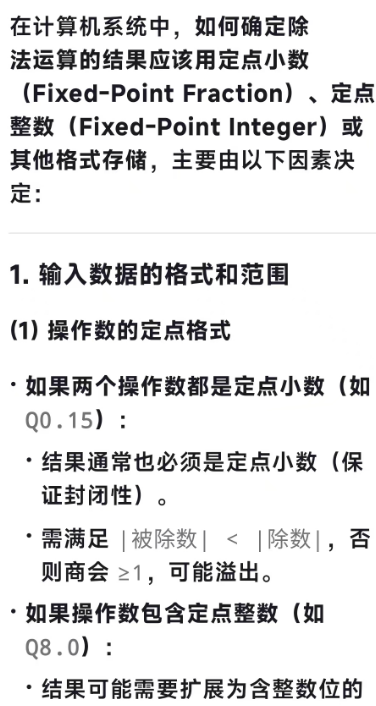 在计算机系统中，如何确定除
法运算的结果应该用定点小数
（Fixed-Point Fraction）、定点
整数（Fixed-Point Integer）或
其他格式存储，主要由以下因素决
定：
1. 输入数据的格式和范围
(1) 操作数的定点格式
• 如果两个操作数都是定点小数（如
Q0.15）：
• 结果通常也必须是定点小数（保
证封闭性）。
• 需满足 |被除数| < |除数|，否
则商会 ≥1，可能溢出。
• 如果操作数包含定点整数（如
Q8.0）：
• 结果可能需要扩展为含整数位的